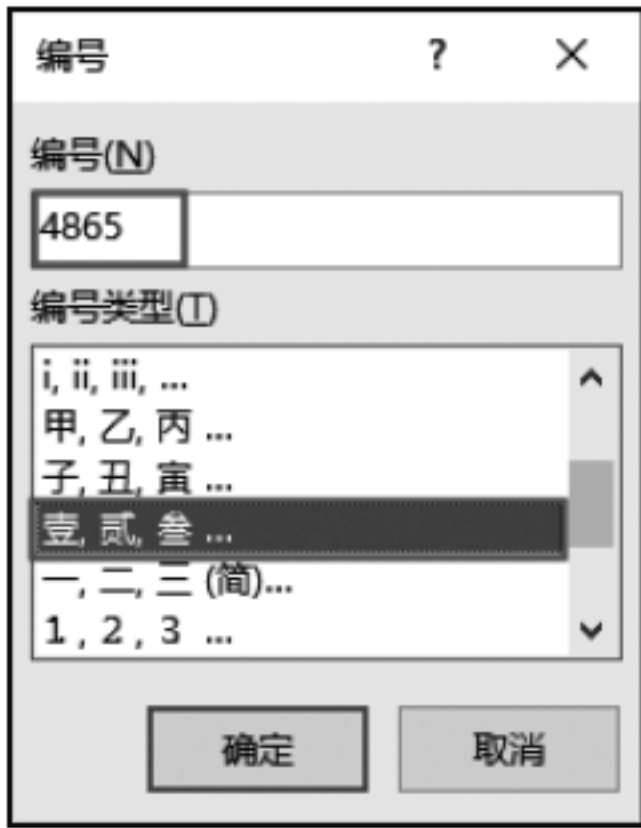 编号 ? ×
编号(N)
4865
编号类型(T)
i, ii, iii, ...
甲, 乙, 丙 ...
子, 丑, 寅 ...
壹, 贰, 叁 ...
一, 二, 三 (简)...
1 , 2 , 3 ...
确定 取消